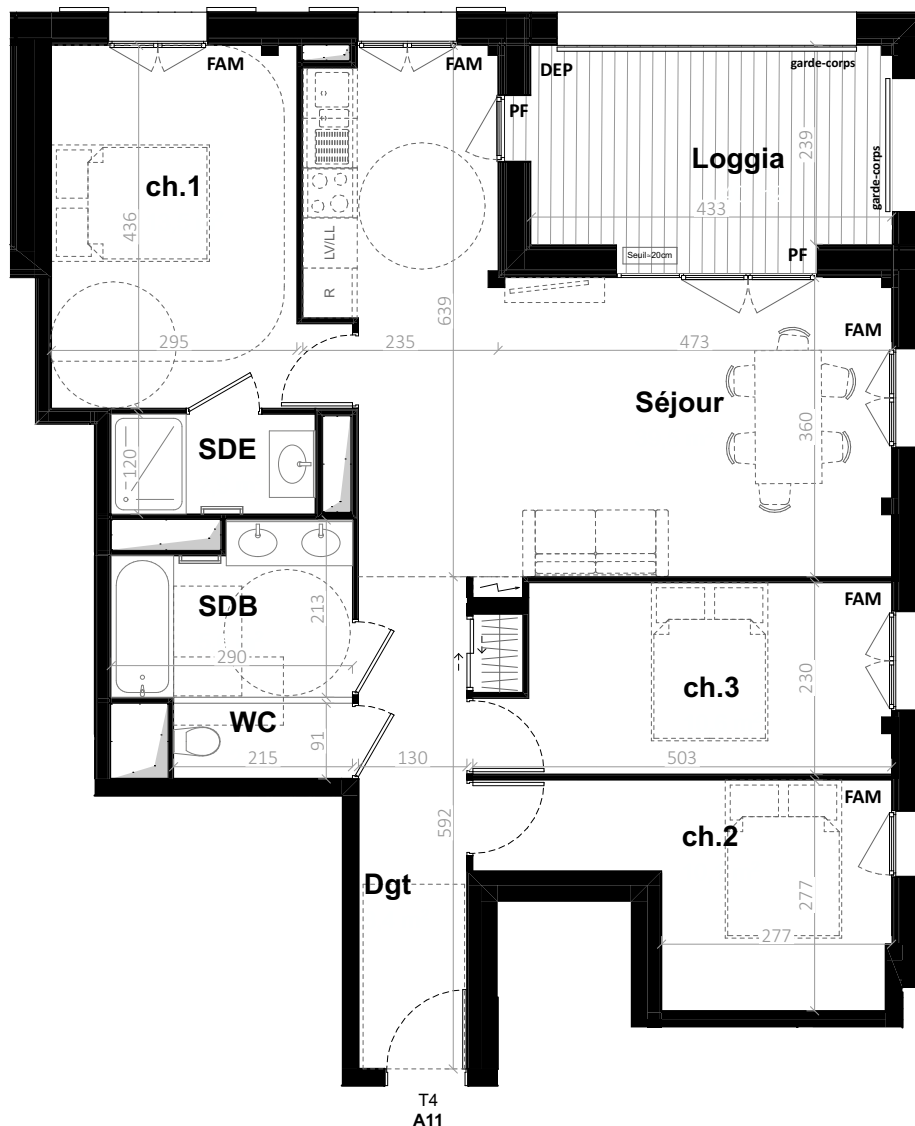 FAM
FAM
DEP
garde-corps
PF
239
Loggia
garde-corps
ch.1
436
433
LV/LL
Seuil~20cm
PF
R
639
FAM
295
235
473
Séjour
360
SDE
120
SDB
213
FAM
290
ch.3
230
WC
91
215
130
503
FAM
592
ch.2
Dgt
277
277
T4
A11